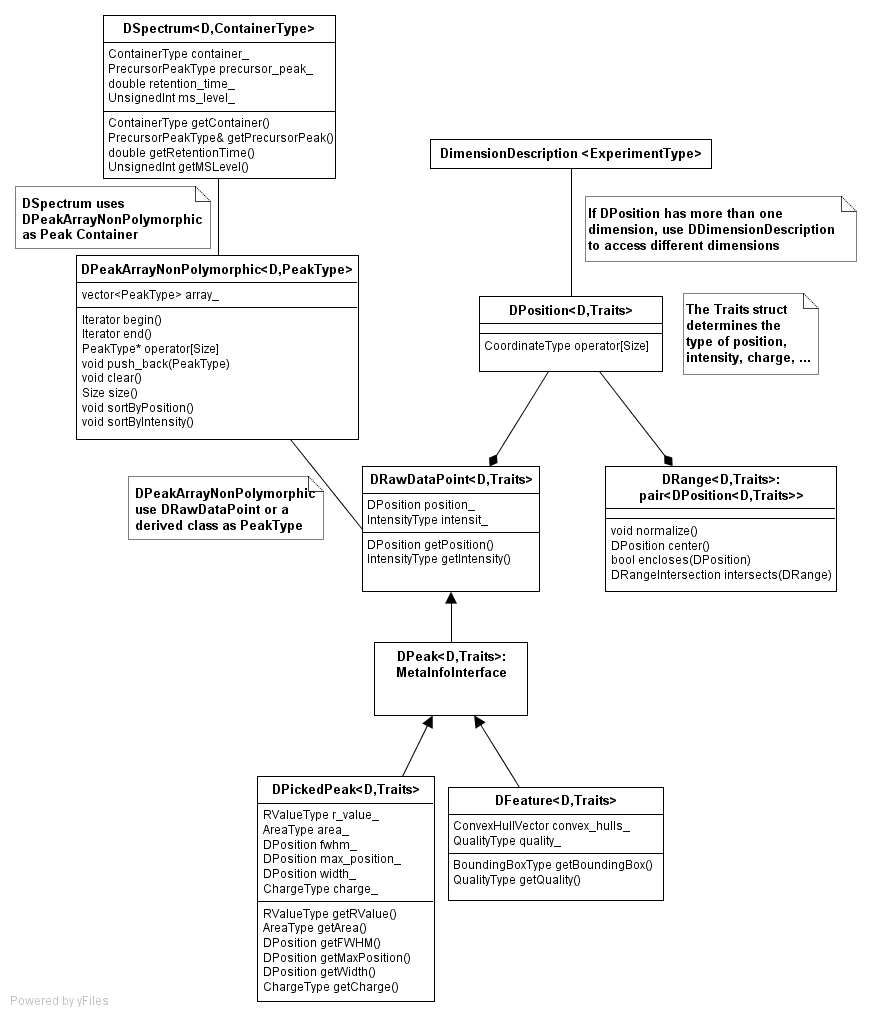 DSpectrum<D,ContainerType>
ContainerType container_
PrecursorPeakType precursor_peak_
double retention_time_
UnsignedInt ms_level_
ContainerType getContainer()
PrecursorPeakType& getPrecursorPeak()
double getRetentionTime()
UnsignedInt getMSLevel()
DSpectrum uses
DPeakArrayNonPolymorphic
as Peak Container
DimensionDescription <ExperimentType>
If DPosition has more than one
dimension, use DDimensionDescription
to access different dimensions
DPeakArrayNonPolymorphic<D,PeakType>
vector<PeakType> array_
Iterator begin()
Iterator end()
PeakType* operator[Size]
void push_back(PeakType)
void clear()
Size size()
void sortByPosition()
void sortByIntensity()
DPosition<D,Traits>
CoordinateType operator[Size]
The Traits struct
determines the
type of position,
intensity, charge, ...
DPeakArrayNonPolymorphic
use DRawDataPoint or a
derived class as PeakType
DRawDataPoint<D,Traits>
DPosition position_
IntensityType intensit_
DPosition getPosition()
IntensityType getIntensity()
DRange<D,Traits>:
pair<DPosition<D,Traits>>
void normalize()
DPosition center()
bool encloses(DPosition)
DRangeIntersection intersects(DRange)
DPeak<D,Traits>:
MetaInfoInterface
DPickedPeak<D,Traits>
RValueType r_value_
AreaType area_
DPosition fwhm_
DPosition max_position_
DPosition width_
ChargeType charge_
RValueType getRValue()
AreaType getArea()
DPosition getFWHM()
DPosition getMaxPosition()
DPosition getWidth()
ChargeType getCharge()
DFeature<D,Traits>
ConvexHullVector convex_hulls_
QualityType quality_
BoundingBoxType getBoundingBox()
QualityType getQuality()
Powered by yFiles